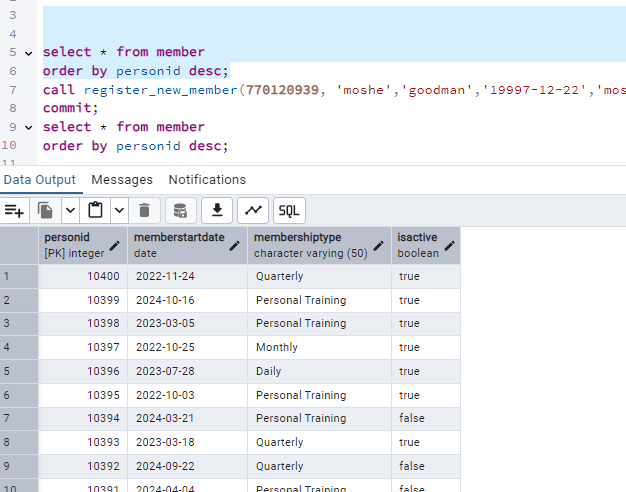 3
4
5 select * from member
6 order by personid desc;
7 call register_new_member(770120939, 'moshe','goodman','19997-12-22','mos
8 commit;
9 select * from member
10 order by personid desc;
11
Data Output Messages Notifications
SQL
personid memberstartdate membershiptype isactive
[PK] integer date character varying (50) boolean
1 10400 2022-11-24 Quarterly true
2 10399 2024-10-16 Personal Training true
3 10398 2023-03-05 Personal Training true
4 10397 2022-10-25 Monthly true
5 10396 2023-07-28 Daily true
6 10395 2022-10-03 Personal Training true
7 10394 2024-03-21 Personal Training false
8 10393 2023-03-18 Quarterly true
9 10392 2024-09-22 Quarterly false
10 10391 2024-04-04 Personal Training false